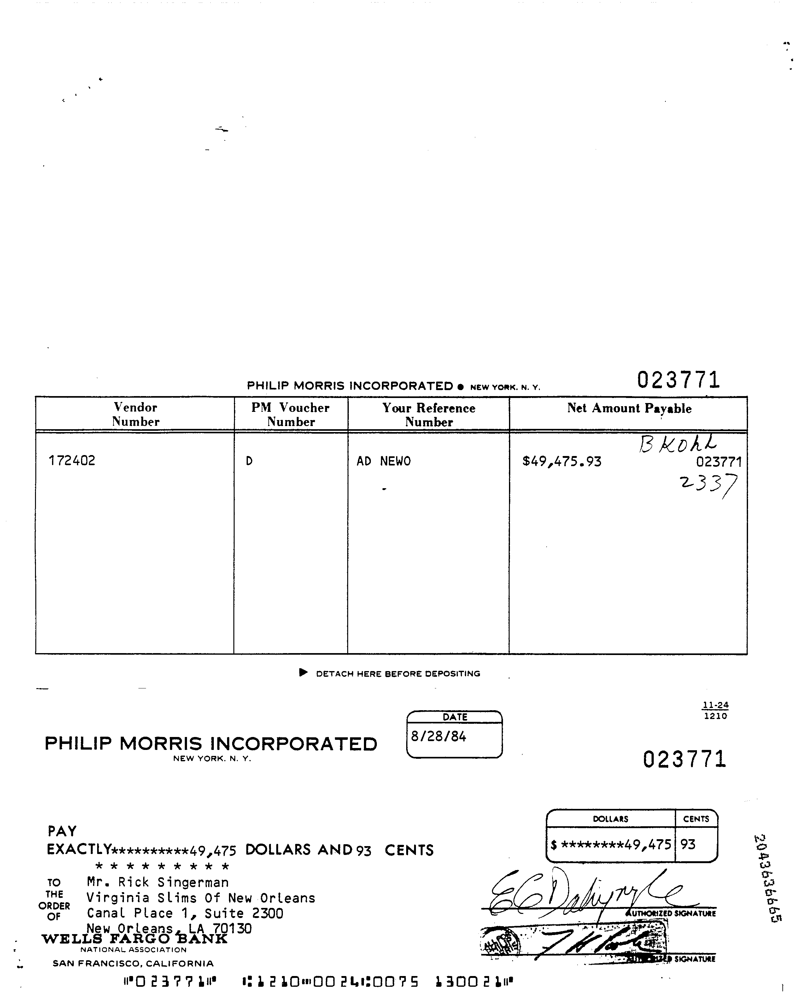 PHILIP MORRIS INCORPORATED ● NEW YORK, N. Y. 023771
Vendor Number PM Voucher Number Your Reference Number Net Amount Payable
B Kohl
172402 D AD NEWO $49,475.93 023771
2337
▶ DETACH HERE BEFORE DEPOSITING
11-24
1210
DATE
8/28/84
PHILIP MORRIS INCORPORATED
NEW YORK, N. Y.
023771
DOLLARS CENTS
PAY
EXACTLY**********49,475 DOLLARS AND 93 CENTS
$ ********49,475 93
* * * * * * * * *
TO THE ORDER OF
Mr. Rick Singerman
Virginia Slims Of New Orleans
Canal Place 1, Suite 2300
New Orleans, LA 70130
AUTHORIZED SIGNATURE
WELLS FARGO BANK
NATIONAL ASSOCIATION
SAN FRANCISCO, CALIFORNIA
AUTHORIZED SIGNATURE
⑈023771⑈ ⑆1210⑉0024⑆0075 130021⑈
2043636665